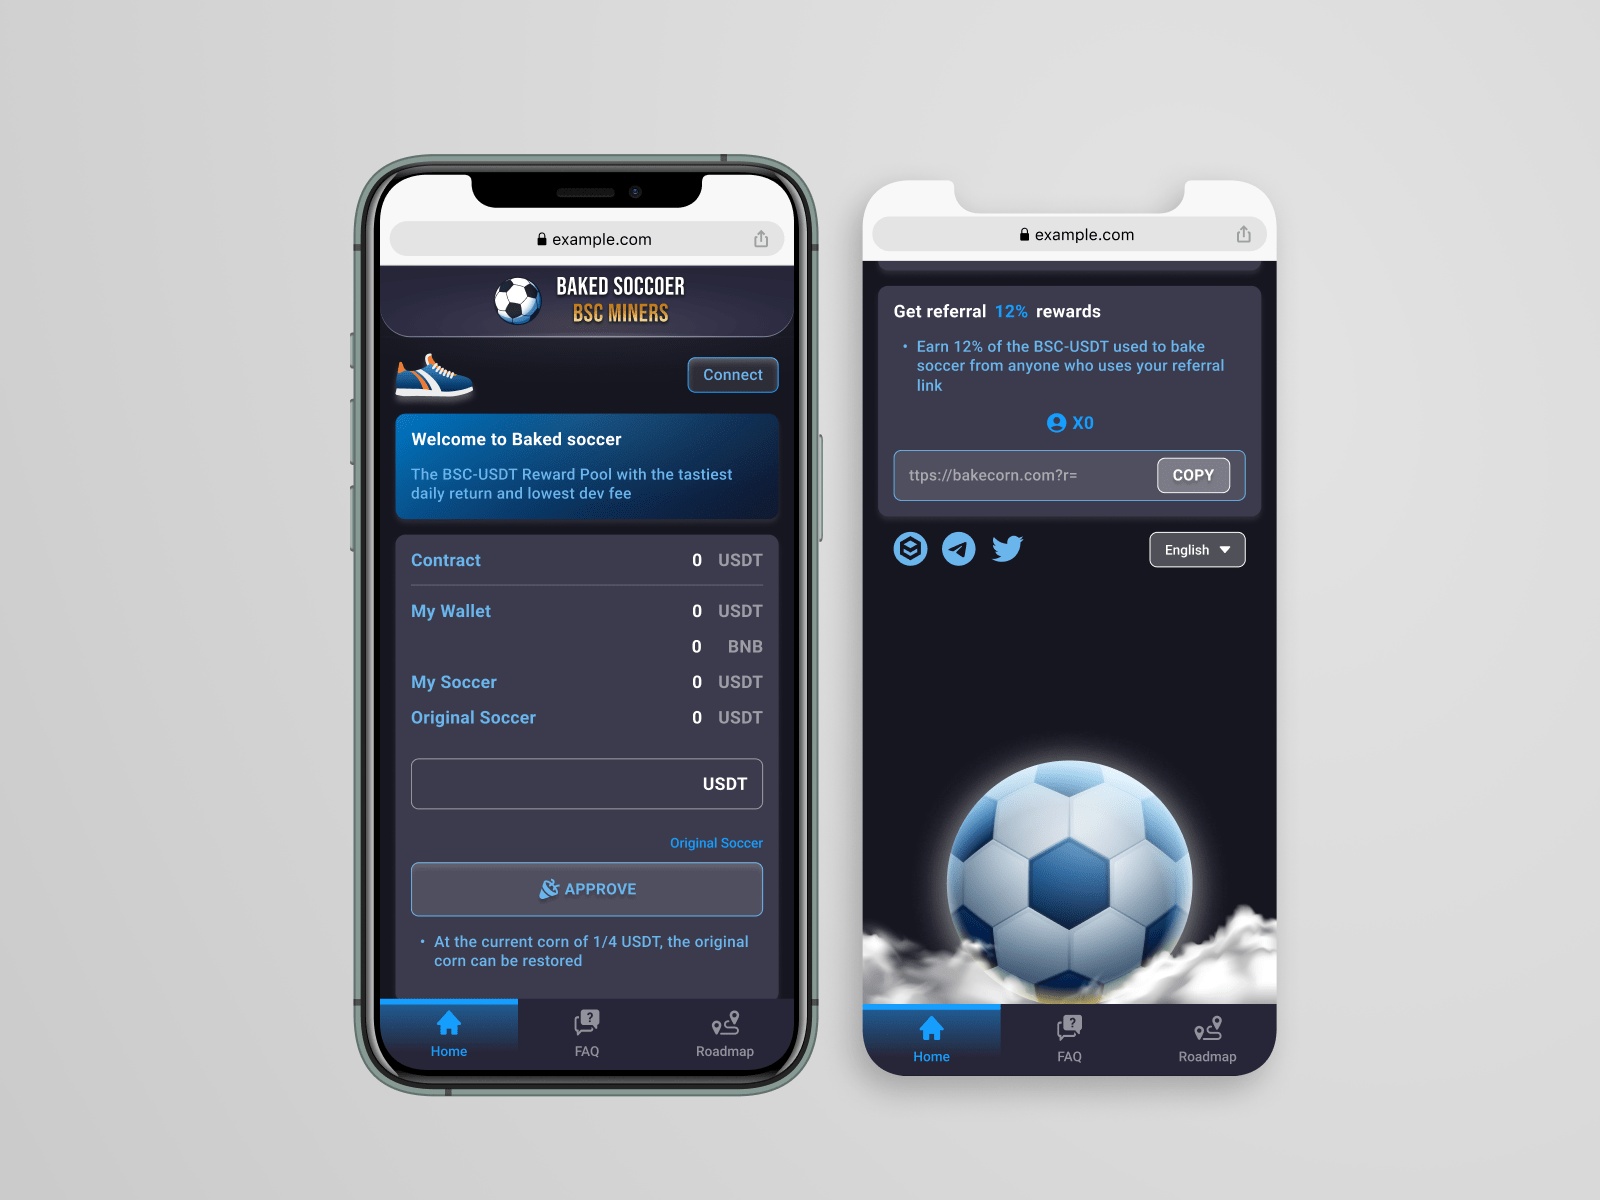 example.com
BAKED SOCCOER
BSC MINERS
Connect
Welcome to Baked soccer
The BSC-USDT Reward Pool with the tastiest
daily return and lowest dev fee
Contract 0 USDT
My Wallet 0 USDT
0 BNB
My Soccer 0 USDT
Original Soccer 0 USDT
USDT
Original Soccer
APPROVE
• At the current corn of 1/4 USDT, the original
corn can be restored
Home FAQ Roadmap
example.com
Get referral 12% rewards
• Earn 12% of the BSC-USDT used to bake
soccer from anyone who uses your referral
link
X0
ttps://bakecorn.com?r= COPY
English
Home FAQ Roadmap